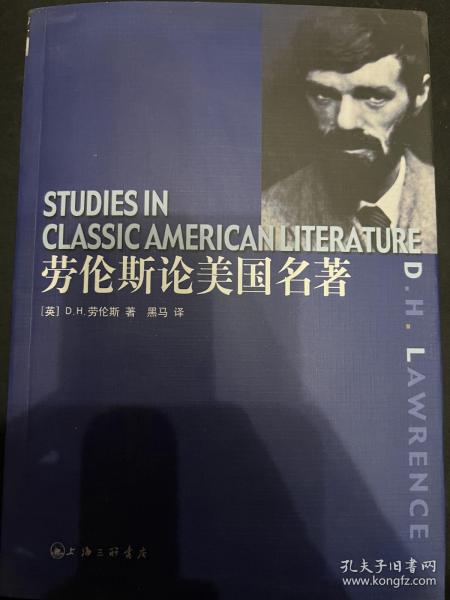 STUDIES IN
CLASSIC AMERICAN LITERATURE
劳伦斯论美国名著
[英] D.H.劳伦斯 著 黑马 译
D.H. LAWRENCE
上海三联书店
孔夫子旧书网
www.kongfz.com